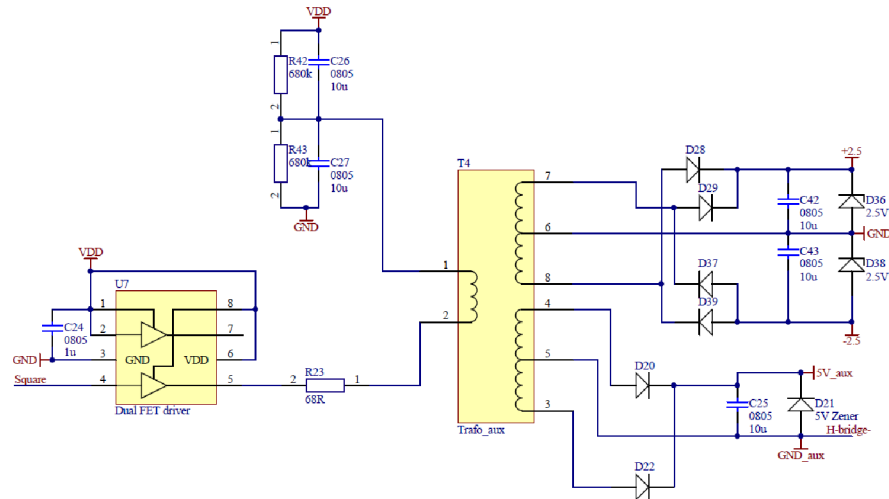 VDD
1
R42
680k
2
C26
0805
10u
1
R43
680k
2
C27
0805
10u
GND
VDD
U7
1
8
2
7
3
GND
VDD
6
4
5
C24
0805
1u
GND
Square
Dual FET driver
R23
2
1
68R
T4
1
2
7
6
8
4
5
3
Trafo_aux
D28
D29
D37
D39
C42
0805
10u
C43
0805
10u
+2.5
D36
2.5V
GND
D38
2.5V
-2.5
D20
D22
C25
0805
10u
5V_aux
D21
5V Zener
H-bridge-
GND_aux